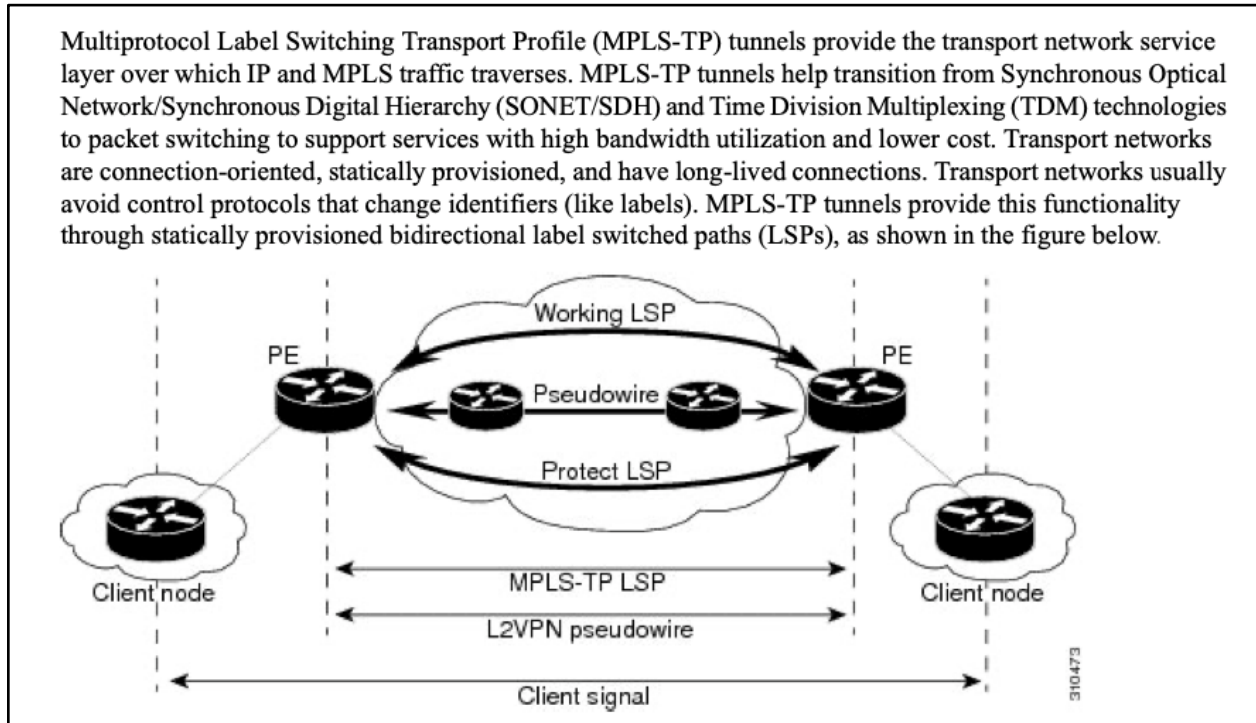 Multiprotocol Label Switching Transport Profile (MPLS-TP) tunnels provide the transport network service
layer over which IP and MPLS traffic traverses. MPLS-TP tunnels help transition from Synchronous Optical
Network/Synchronous Digital Hierarchy (SONET/SDH) and Time Division Multiplexing (TDM) technologies
to packet switching to support services with high bandwidth utilization and lower cost. Transport networks
are connection-oriented, statically provisioned, and have long-lived connections. Transport networks usually
avoid control protocols that change identifiers (like labels). MPLS-TP tunnels provide this functionality
through statically provisioned bidirectional label switched paths (LSPs), as shown in the figure below.
Working LSP
PE
PE
Pseudowire
Protect LSP
Client node
MPLS-TP LSP
Client node
L2VPN pseudowire
Client signal
310473